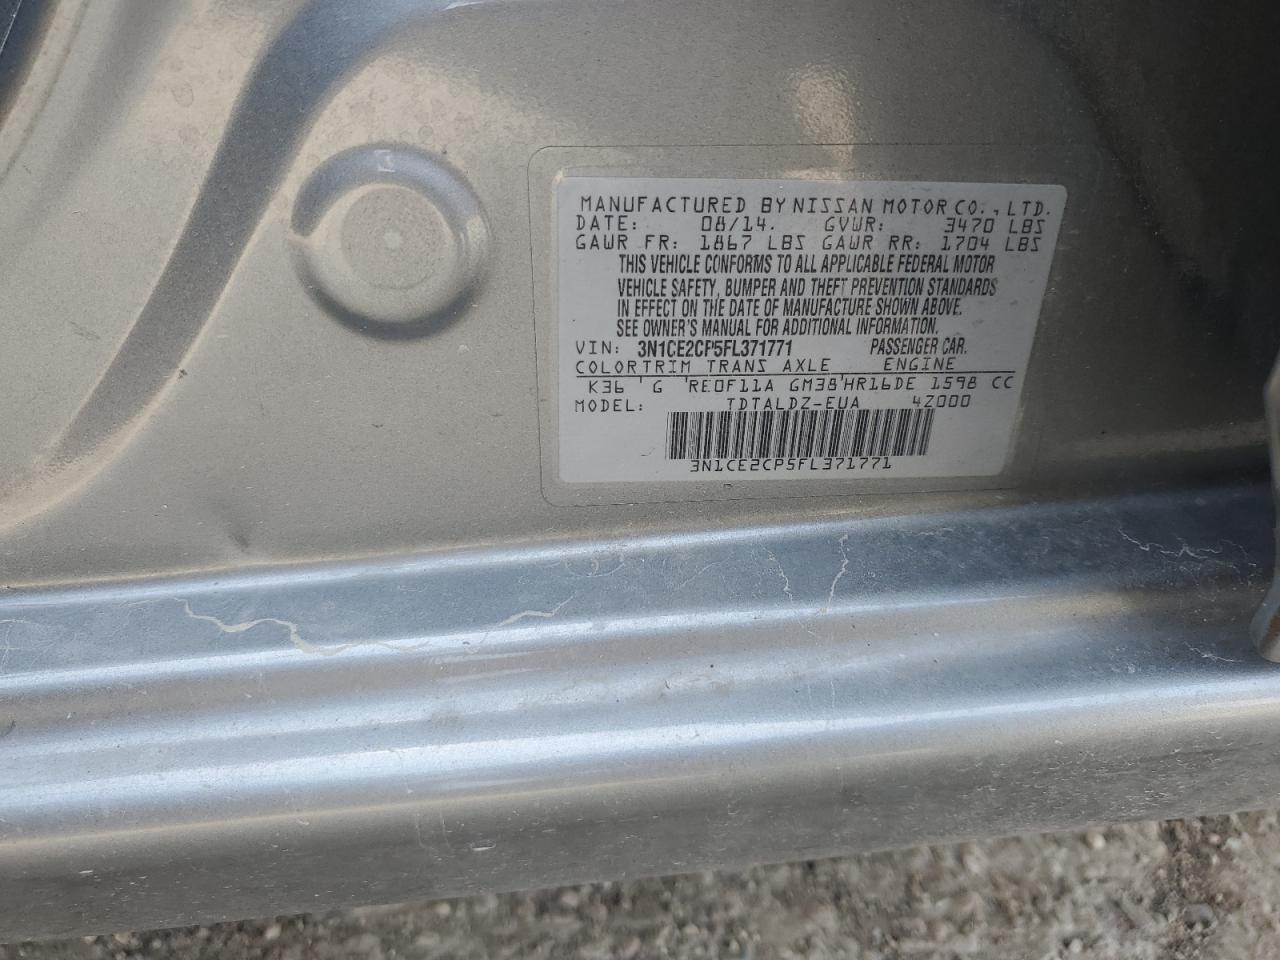 MANUFACTURED BY NISSAN MOTOR CO., LTD.
DATE: 08/14. GVWR: 3470 LBS
GAWR FR: 1867 LBS GAWR RR: 1704 LBS
THIS VEHICLE CONFORMS TO ALL APPLICABLE FEDERAL MOTOR
VEHICLE SAFETY, BUMPER AND THEFT PREVENTION STANDARDS
IN EFFECT ON THE DATE OF MANUFACTURE SHOWN ABOVE.
SEE OWNER'S MANUAL FOR ADDITIONAL INFORMATION.
VIN: 3N1CE2CP5FL371771 PASSENGER CAR.
COLORTRIM TRANS AXLE ENGINE
K36 'G 'RE0F11A GM38'HR16DE 1598 CC
MODEL: TDTALDZ-EUA 4Z000
3N1CE2CP5FL371771